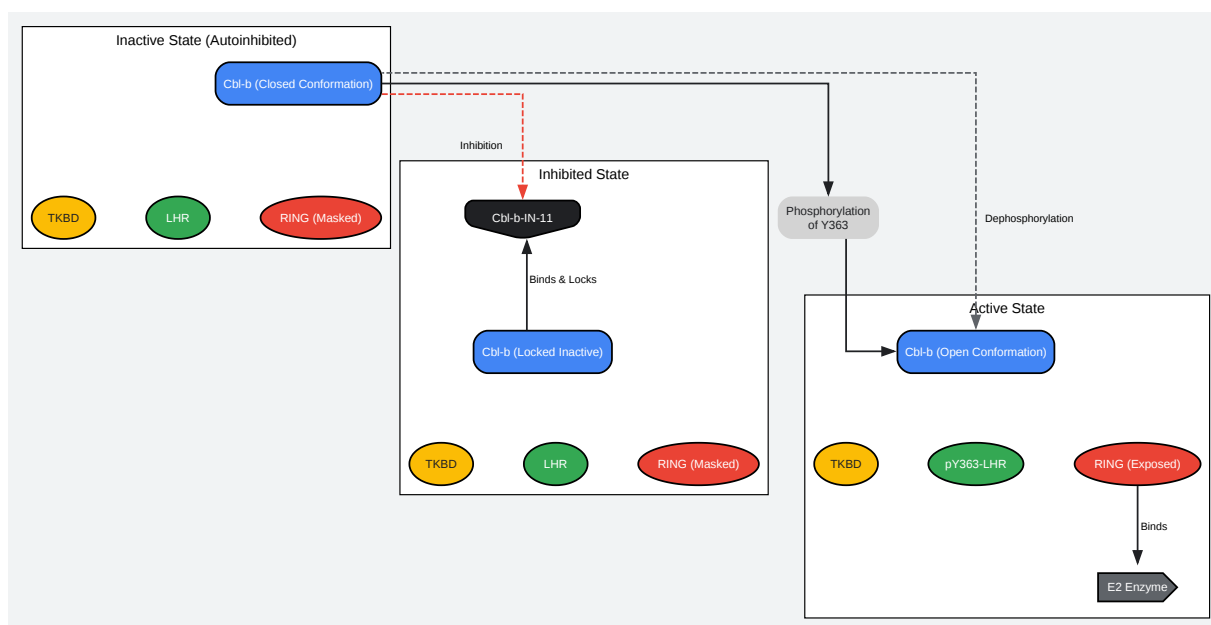 Inactive State (Autoinhibited)
Cbl-b (Closed Conformation)
TKBD
LHR
RING (Masked)
Inhibition
Inhibited State
Cbl-b-IN-11
Binds & Locks
Cbl-b (Locked Inactive)
TKBD
LHR
RING (Masked)
Phosphorylation
of Y363
Dephosphorylation
Active State
Cbl-b (Open Conformation)
TKBD
pY363-LHR
RING (Exposed)
Binds
E2 Enzyme